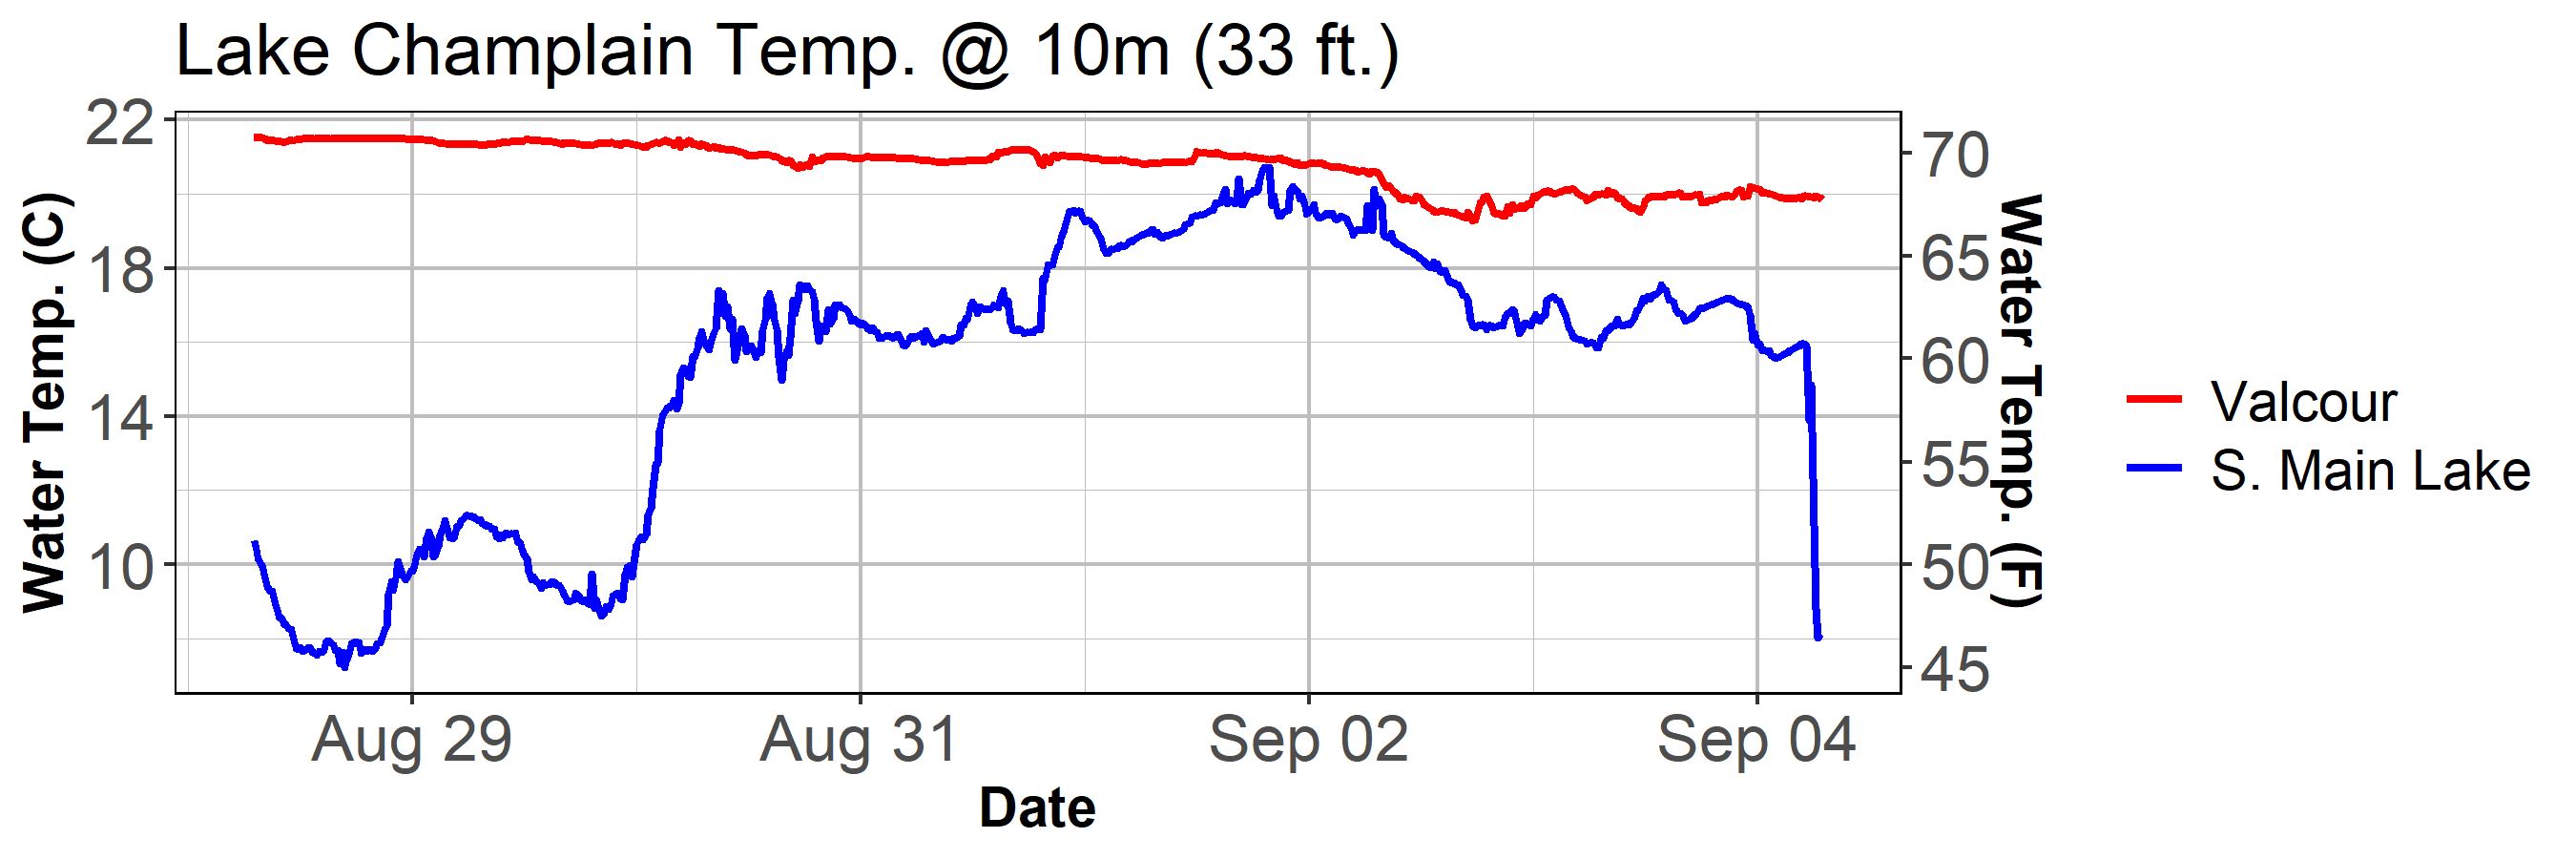 Lake Champlain Temp. @ 10m (33 ft.)
22
18
14
10
Water Temp. (C)
70
65
60
55
50
45
Water Temp. (F)
Aug 29
Aug 31
Sep 02
Sep 04
Date
Valcour
S. Main Lake